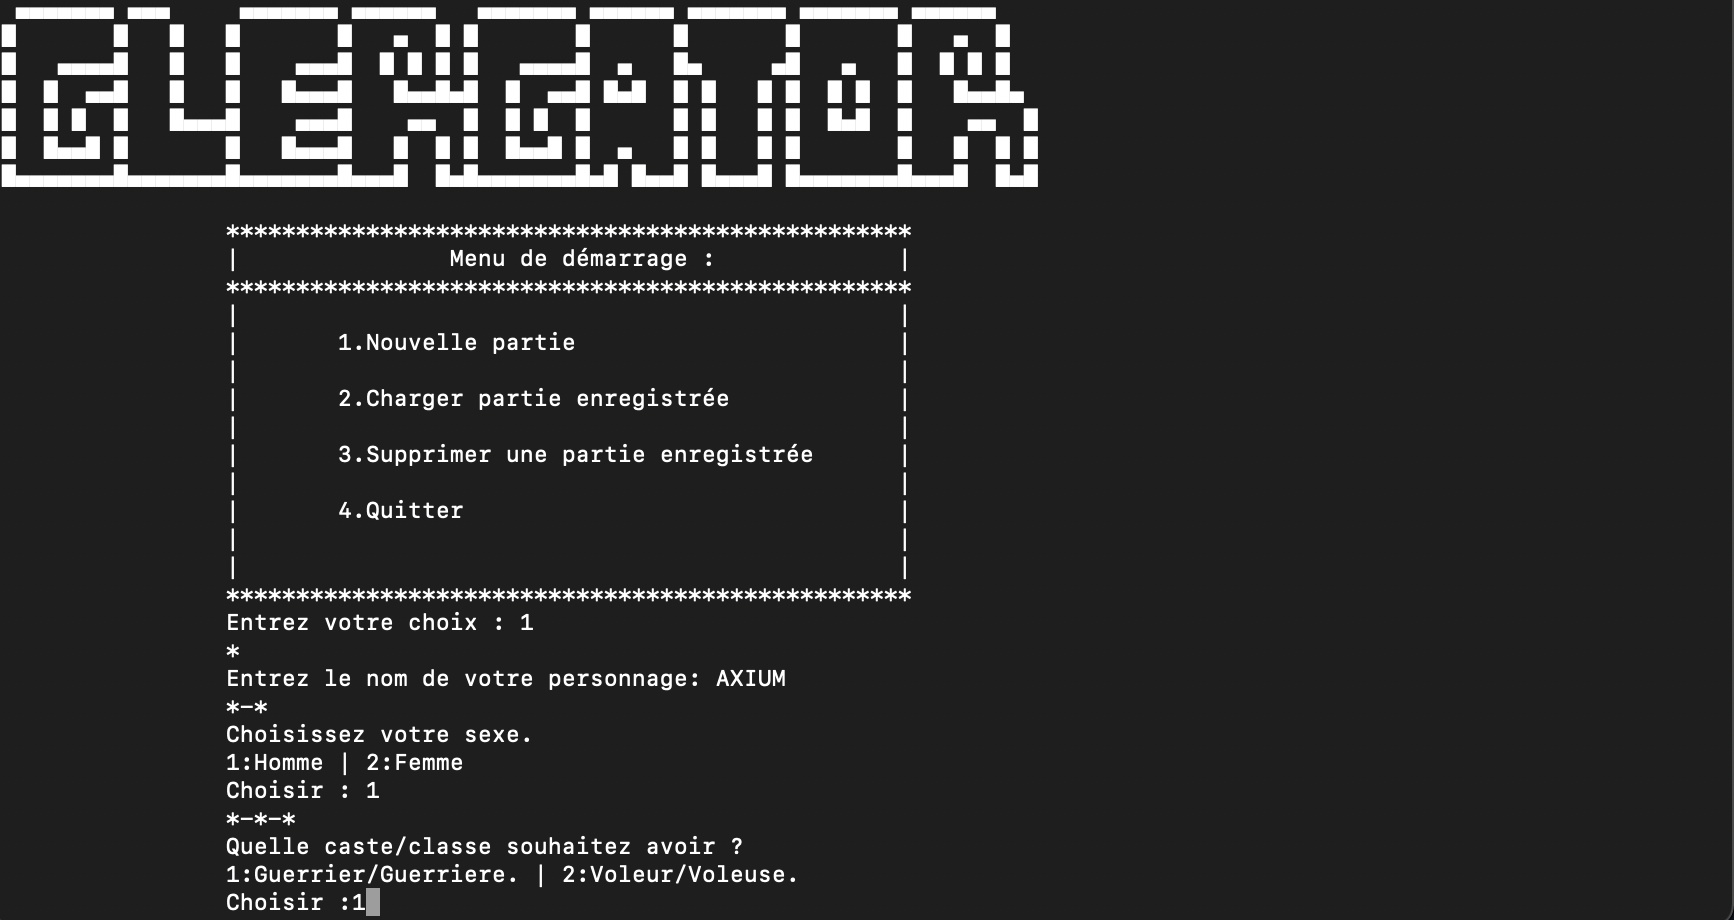 GLERGATOR
*************************************************
| Menu de démarrage : |
*************************************************
| |
| 1.Nouvelle partie |
| |
| 2.Charger partie enregistrée |
| |
| 3.Supprimer une partie enregistrée |
| |
| 4.Quitter |
| |
| |
*************************************************
Entrez votre choix : 1
*
Entrez le nom de votre personnage: AXIUM
*-*
Choisissez votre sexe.
1:Homme | 2:Femme
Choisir : 1
*-*-*
Quelle caste/classe souhaitez avoir ?
1:Guerrier/Guerriere. | 2:Voleur/Voleuse.
Choisir :1